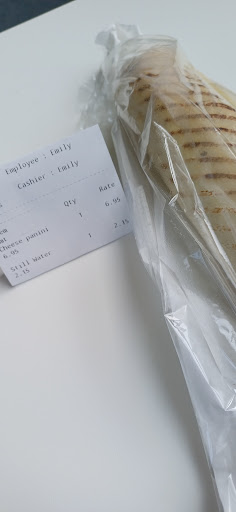 Employee : Emily
Cashier : Emily
Qty Rate
Cheese panini 1 6.95
6.95
Still Water 1 2.15
2.15